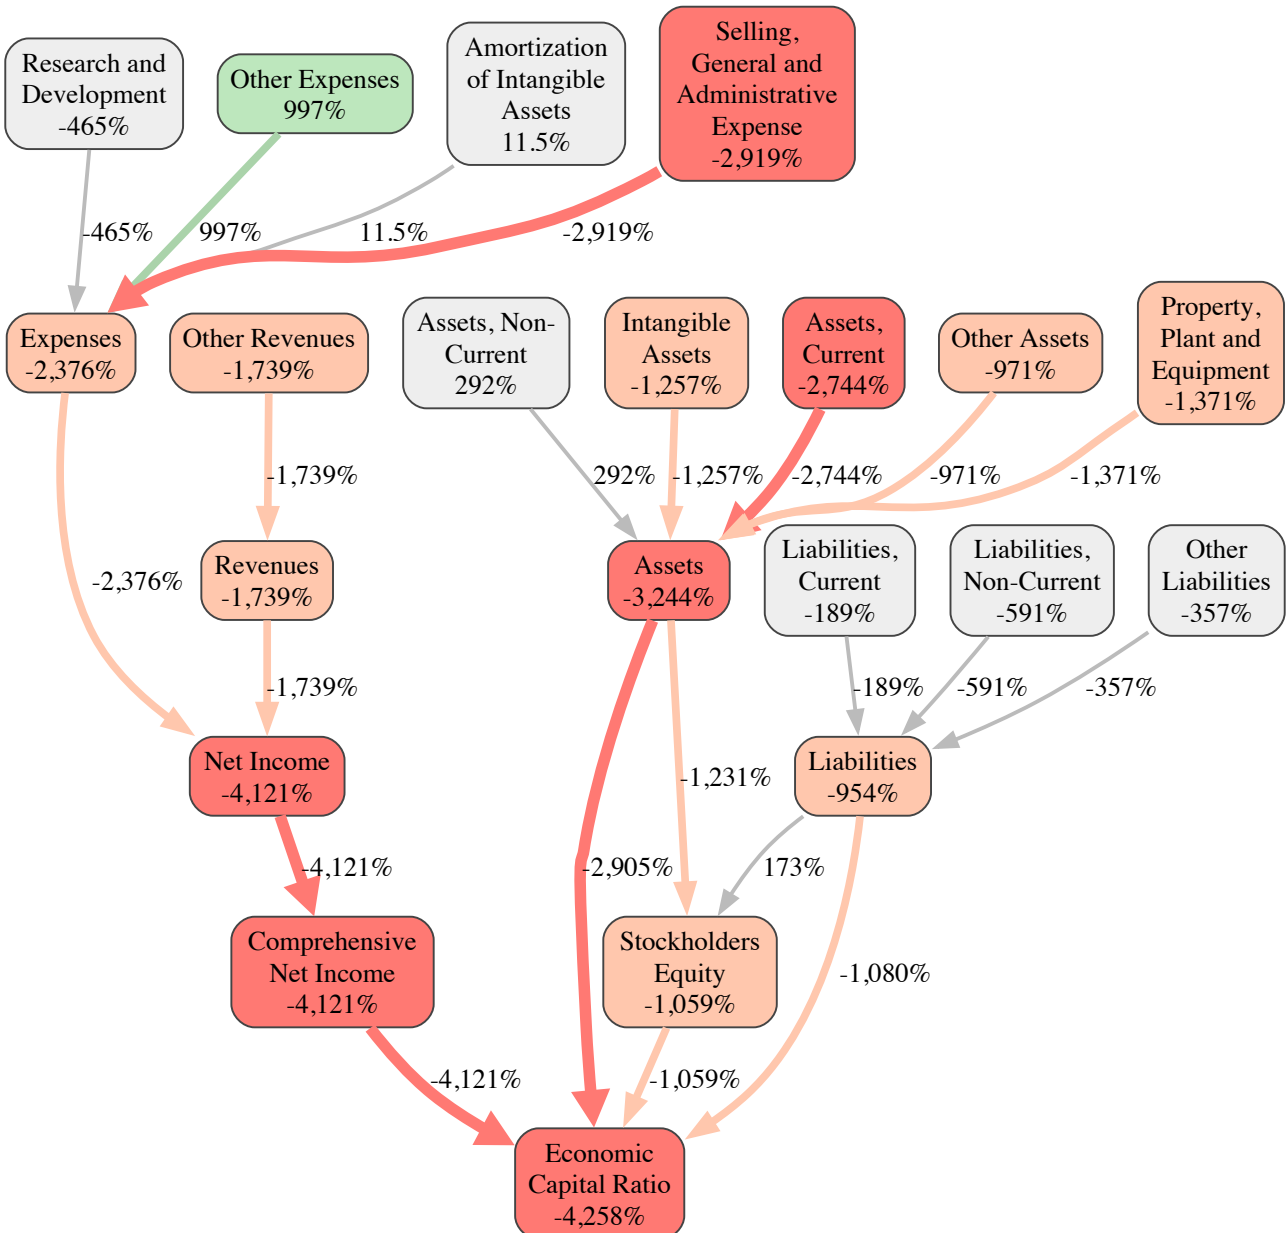 Research and
Development
-465%
Other Expenses
997%
Amortization
of Intangible
Assets
11.5%
Selling,
General and
Administrative
Expense
-2,919%
-465%
997%
11.5%
-2,919%
Expenses
-2,376%
Other Revenues
-1,739%
Assets, Non-
Current
292%
Intangible
Assets
-1,257%
Assets,
Current
-2,744%
Other Assets
-971%
Property,
Plant and
Equipment
-1,371%
-1,739%
292%
-1,257%
-2,744%
-971%
-1,371%
-2,376%
Revenues
-1,739%
Assets
-3,244%
Liabilities,
Current
-189%
Liabilities,
Non-Current
-591%
Other
Liabilities
-357%
-1,739%
-189%
-591%
-357%
Net Income
-4,121%
-1,231%
Liabilities
-954%
-4,121%
-2,905%
173%
Comprehensive
Net Income
-4,121%
Stockholders
Equity
-1,059%
-1,080%
-4,121%
-1,059%
Economic
Capital Ratio
-4,258%